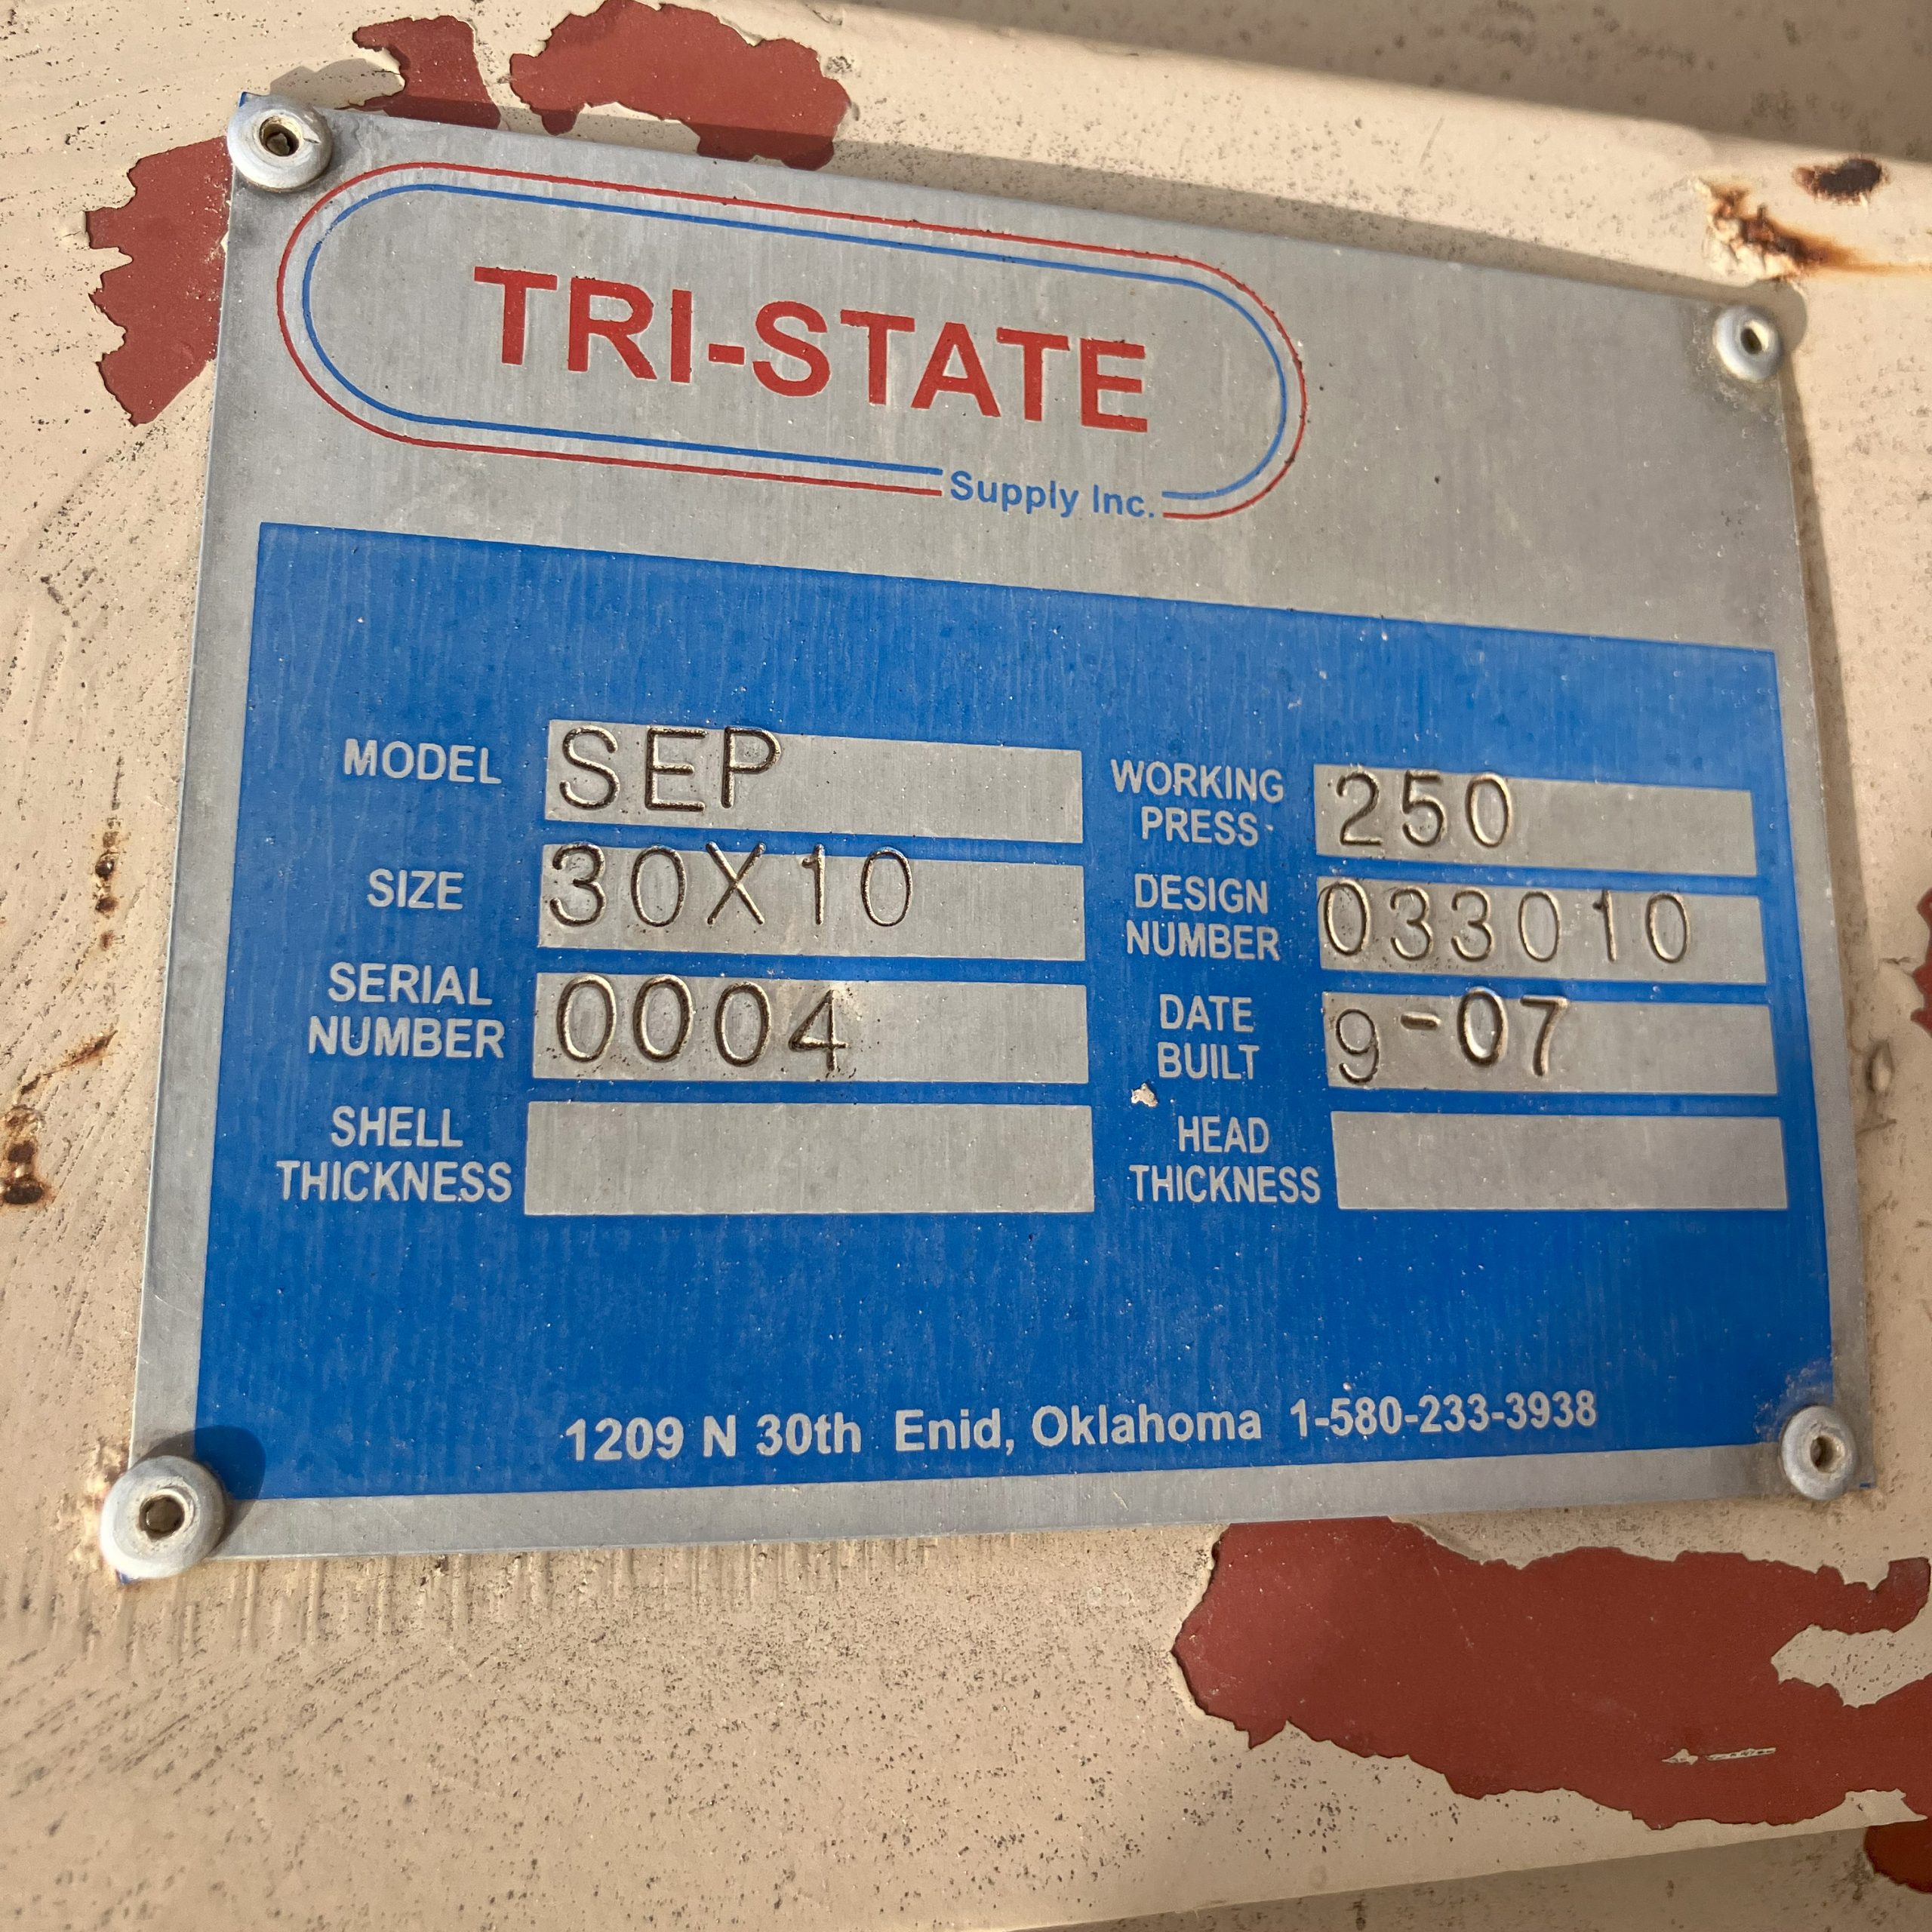 TRI-STATE
Supply Inc.
MODEL SEP
WORKING PRESS. 250
SIZE 30X10
DESIGN NUMBER 033010
SERIAL NUMBER 0004
DATE BUILT 9-07
SHELL THICKNESS
HEAD THICKNESS
1209 N 30th Enid, Oklahoma 1-580-233-3938